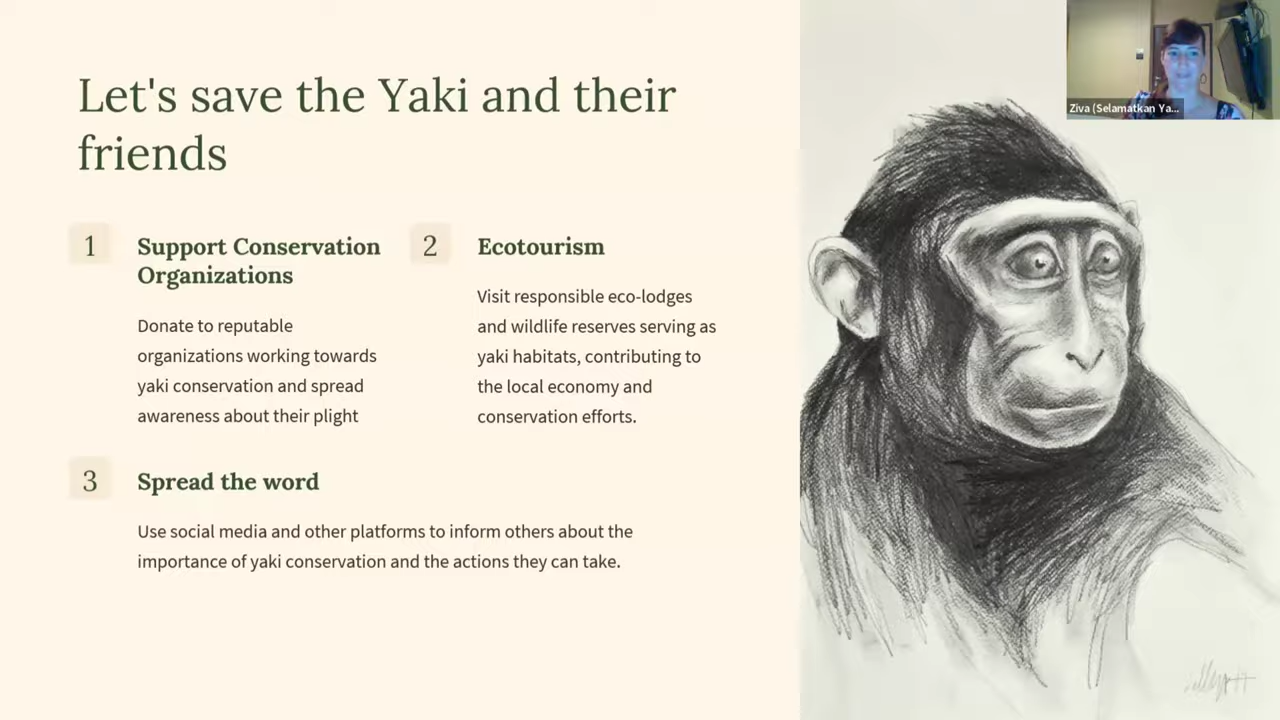 Let's save the Yaki and their
friends
1
Support Conservation
Organizations
Donate to reputable
organizations working towards
yaki conservation and spread
awareness about their plight
2
Ecotourism
Visit responsible eco-lodges
and wildlife reserves serving as
yaki habitats, contributing to
the local economy and
conservation efforts.
3
Spread the word
Use social media and other platforms to inform others about the
importance of yaki conservation and the actions they can take.
Ziva (Selamatkan Ya...